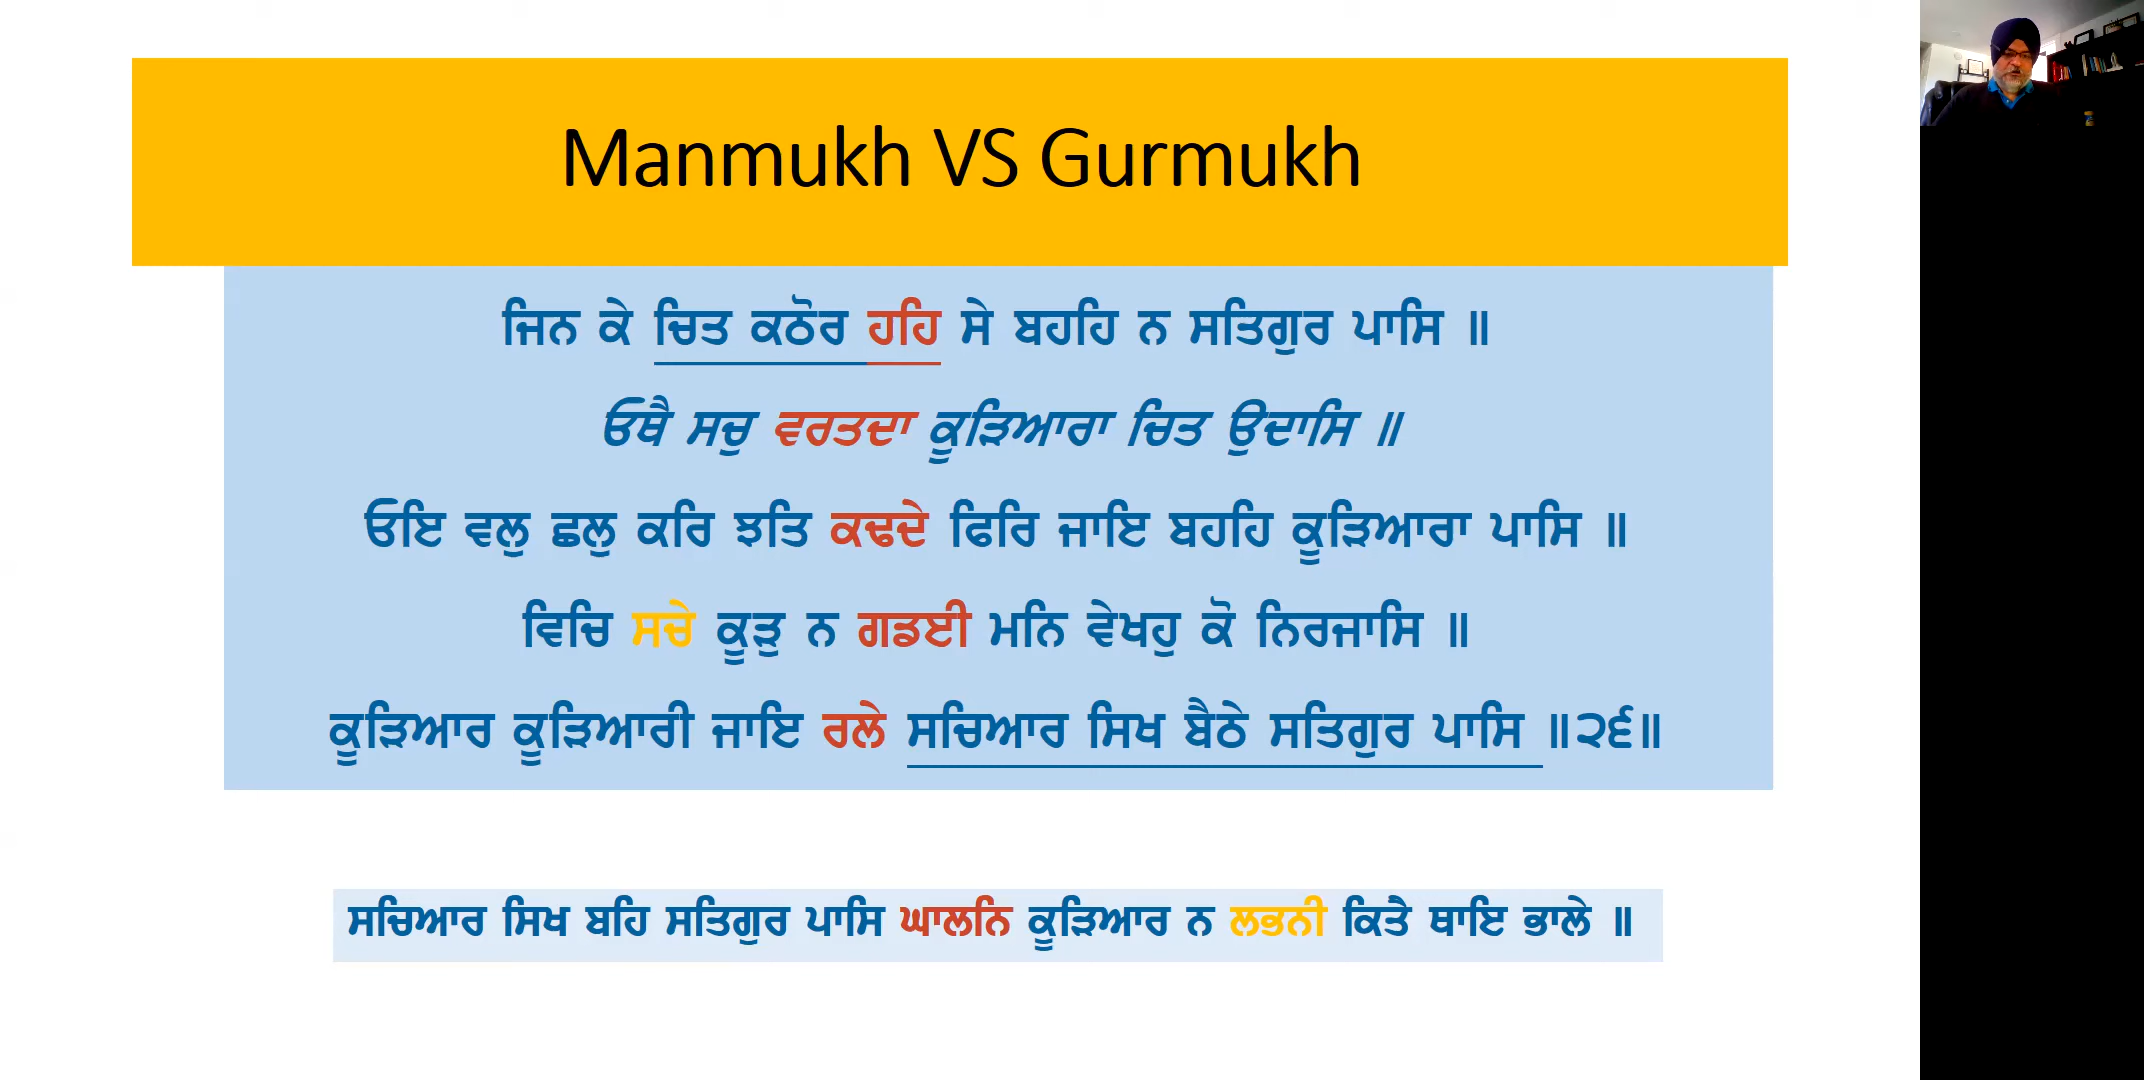 Manmukh VS Gurmukh
ਜਿਨ ਕੇ ਚਿਤ ਕਠੋਰ ਹਹਿ ਸੇ ਬਹਹਿ ਨ ਸਤਿਗੁਰ ਪਾਸਿ ॥
ਓਥੈ ਸਚੁ ਵਰਤਦਾ ਕੂੜਿਆਰਾ ਚਿਤ ਉਦਾਸਿ ॥
ਓਇ ਵਲੁ ਛਲੁ ਕਰਿ ਝਤਿ ਕਢਦੇ ਫਿਰਿ ਜਾਇ ਬਹਹਿ ਕੂੜਿਆਰਾ ਪਾਸਿ ॥
ਵਿਚਿ ਸਚੇ ਕੂੜੁ ਨ ਗਡਈ ਮਨਿ ਵੇਖਹੁ ਕੋ ਨਿਰਜਾਸਿ ॥
ਕੂੜਿਆਰ ਕੂੜਿਆਰੀ ਜਾਇ ਰਲੇ ਸਚਿਆਰ ਸਿਖ ਬੈਠੇ ਸਤਿਗੁਰ ਪਾਸਿ ॥੨੬॥
ਸਚਿਆਰ ਸਿਖ ਬਹਿ ਸਤਿਗੁਰ ਪਾਸਿ ਘਾਲਨਿ ਕੂੜਿਆਰ ਨ ਲਭਨੀ ਕਿਤੈ ਥਾਇ ਭਾਲੇ ॥